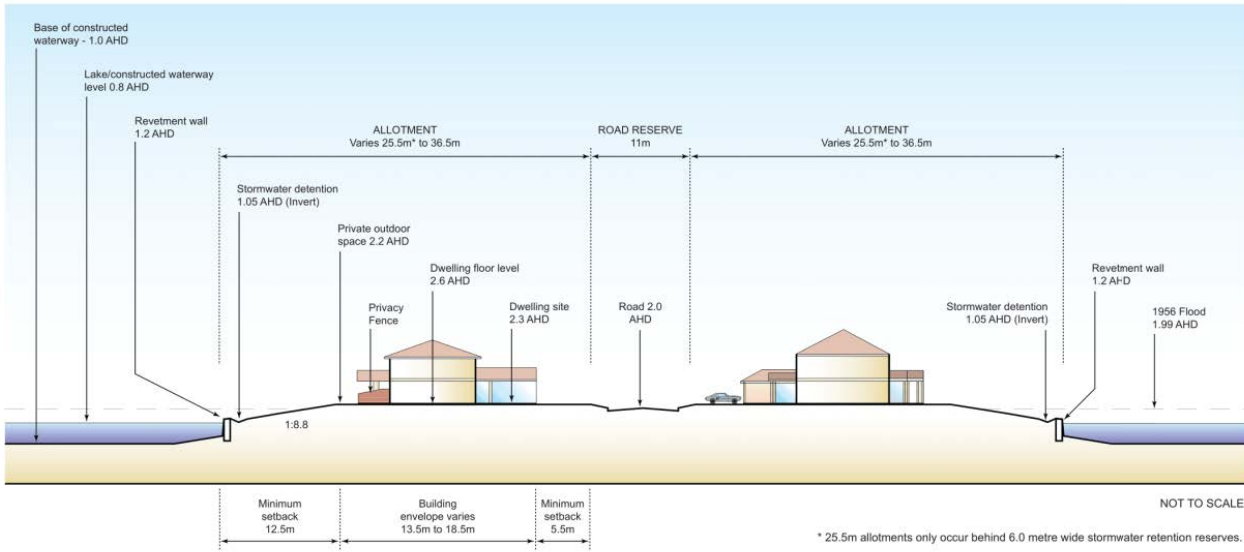 Base of constructed
waterway - 1.0 AHD
Lake/constructed waterway
level 0.8 AHD
Revetment wall
1.2 AHD
ALLOTMENT
Varies 25.5m* to 36.5m
ROAD RESERVE
11m
ALLOTMENT
Varies 25.5m* to 36.5m
Stormwater detention
1.05 AHD (Invert)
Private outdoor
space 2.2 AHD
Dwelling floor level
2.6 AHD
Privacy
Fence
Dwelling site
2.3 AHD
Road 2.0
AHD
Stormwater detention
1.05 AHD (Invert)
Revetment wall
1.2 AHD
1956 Flood
1.99 AHD
1:8.8
Minimum
setback
12.5m
Building
envelope varies
13.5m to 18.5m
Minimum
setback
5.5m
NOT TO SCALE
* 25.5m allotments only occur behind 6.0 metre wide stormwater retention reserves.